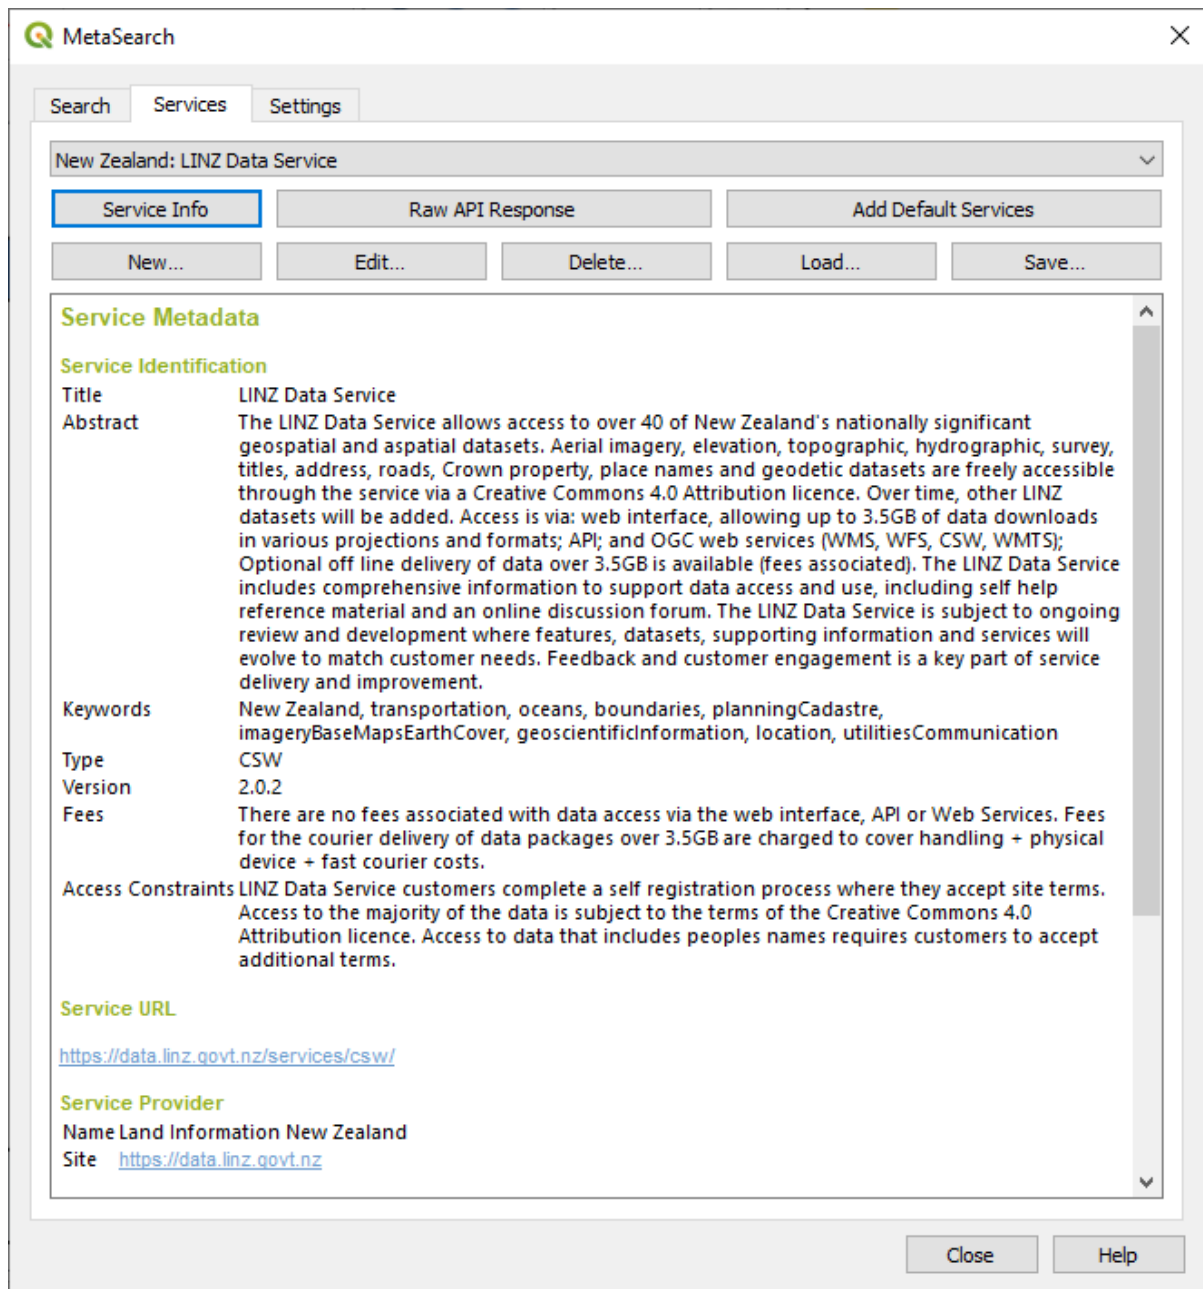 MetaSearch
Search Services Settings
New Zealand: LINZ Data Service
Service Info Raw API Response Add Default Services
New... Edit... Delete... Load... Save...
Service Metadata
Service Identification
Title LINZ Data Service
Abstract The LINZ Data Service allows access to over 40 of New Zealand's nationally significant
geospatial and aspatial datasets. Aerial imagery, elevation, topographic, hydrographic, survey,
titles, address, roads, Crown property, place names and geodetic datasets are freely accessible
through the service via a Creative Commons 4.0 Attribution licence. Over time, other LINZ
datasets will be added. Access is via: web interface, allowing up to 3.5GB of data downloads
in various projections and formats; API; and OGC web services (WMS, WFS, CSW, WMTS);
Optional off line delivery of data over 3.5GB is available (fees associated). The LINZ Data Service
includes comprehensive information to support data access and use, including self help
reference material and an online discussion forum. The LINZ Data Service is subject to ongoing
review and development where features, datasets, supporting information and services will
evolve to match customer needs. Feedback and customer engagement is a key part of service
delivery and improvement.
Keywords New Zealand, transportation, oceans, boundaries, planningCadastre,
imageryBaseMapsEarthCover, geoscientificInformation, location, utilitiesCommunication
Type CSW
Version 2.0.2
Fees There are no fees associated with data access via the web interface, API or Web Services. Fees
for the courier delivery of data packages over 3.5GB are charged to cover handling + physical
device + fast courier costs.
Access Constraints LINZ Data Service customers complete a self registration process where they accept site terms.
Access to the majority of the data is subject to the terms of the Creative Commons 4.0
Attribution licence. Access to data that includes peoples names requires customers to accept
additional terms.
Service URL
https://data.linz.govt.nz/services/csw/
Service Provider
Name Land Information New Zealand
Site https://data.linz.govt.nz
Close Help